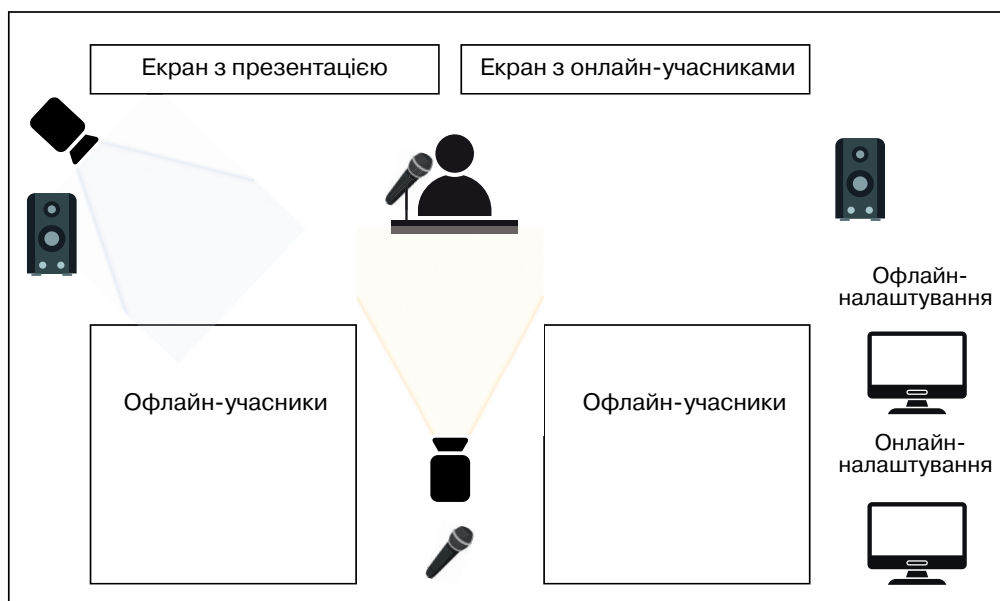 Екран з презентацією
Екран з онлайн-учасниками
Офлайн-
налаштування
Офлайн-учасники
Офлайн-учасники
Онлайн-
налаштування